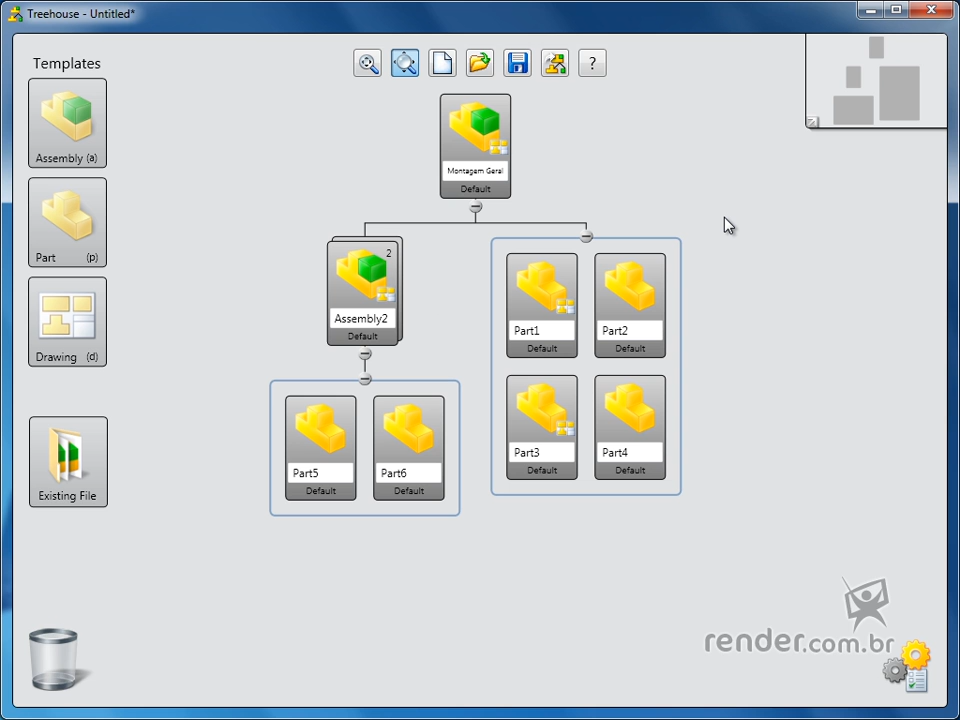 Treehouse - Untitled*
Templates
Assembly (a)
Part (p)
Drawing (d)
Existing File
?
Montagem Geral
Default
2
Assembly2
Default
Part1
Default
Part2
Default
Part3
Default
Part4
Default
Part5
Default
Part6
Default
render.com.br